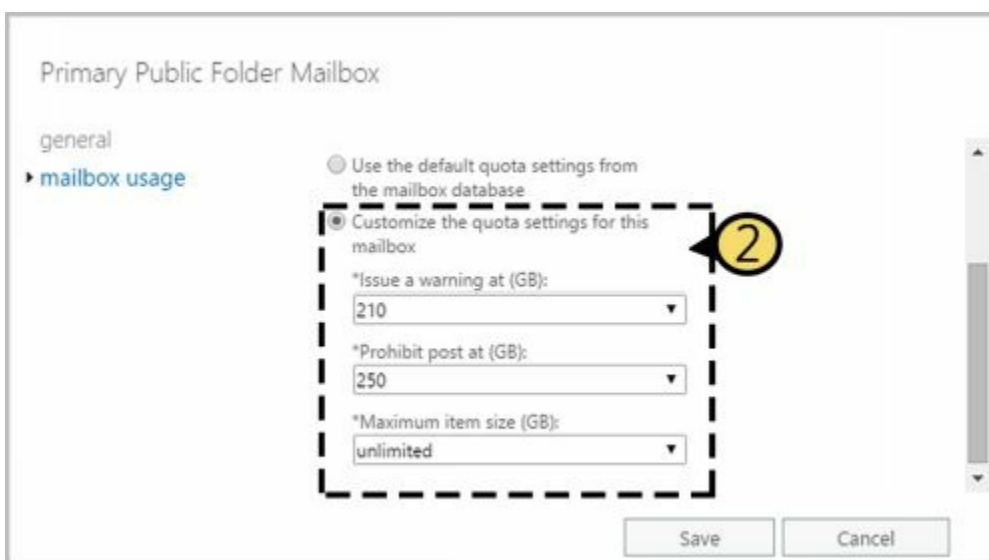 Primary Public Folder Mailbox
general
mailbox usage
Use the default quota settings from
the mailbox database
Customize the quota settings for this
mailbox
2
*Issue a warning at (GB):
210
*Prohibit post at (GB):
250
*Maximum item size (GB):
unlimited
Save
Cancel